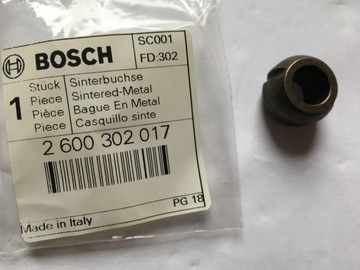 BOSCH
SC001
FD:302
1
Stück Sinterbuchse
Piece Sintered-Metal
Pièce Bague En Metal
Piece Casquillo sinte
2 600 302 017
Made in Italy
PG 18